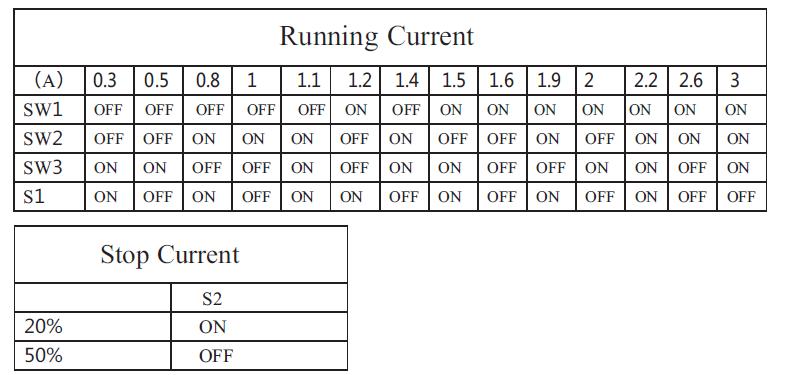 Running Current
(A) 0.3 0.5 0.8 1 1.1 1.2 1.4 1.5 1.6 1.9 2 2.2 2.6 3
SW1 OFF OFF OFF OFF OFF ON OFF ON ON ON ON ON ON ON
SW2 OFF OFF ON ON ON OFF ON OFF OFF ON OFF ON ON ON
SW3 ON ON OFF OFF ON OFF ON ON OFF OFF ON ON OFF ON
S1 ON OFF ON OFF ON ON OFF ON OFF ON OFF ON OFF OFF
Stop Current
S2
20% ON
50% OFF